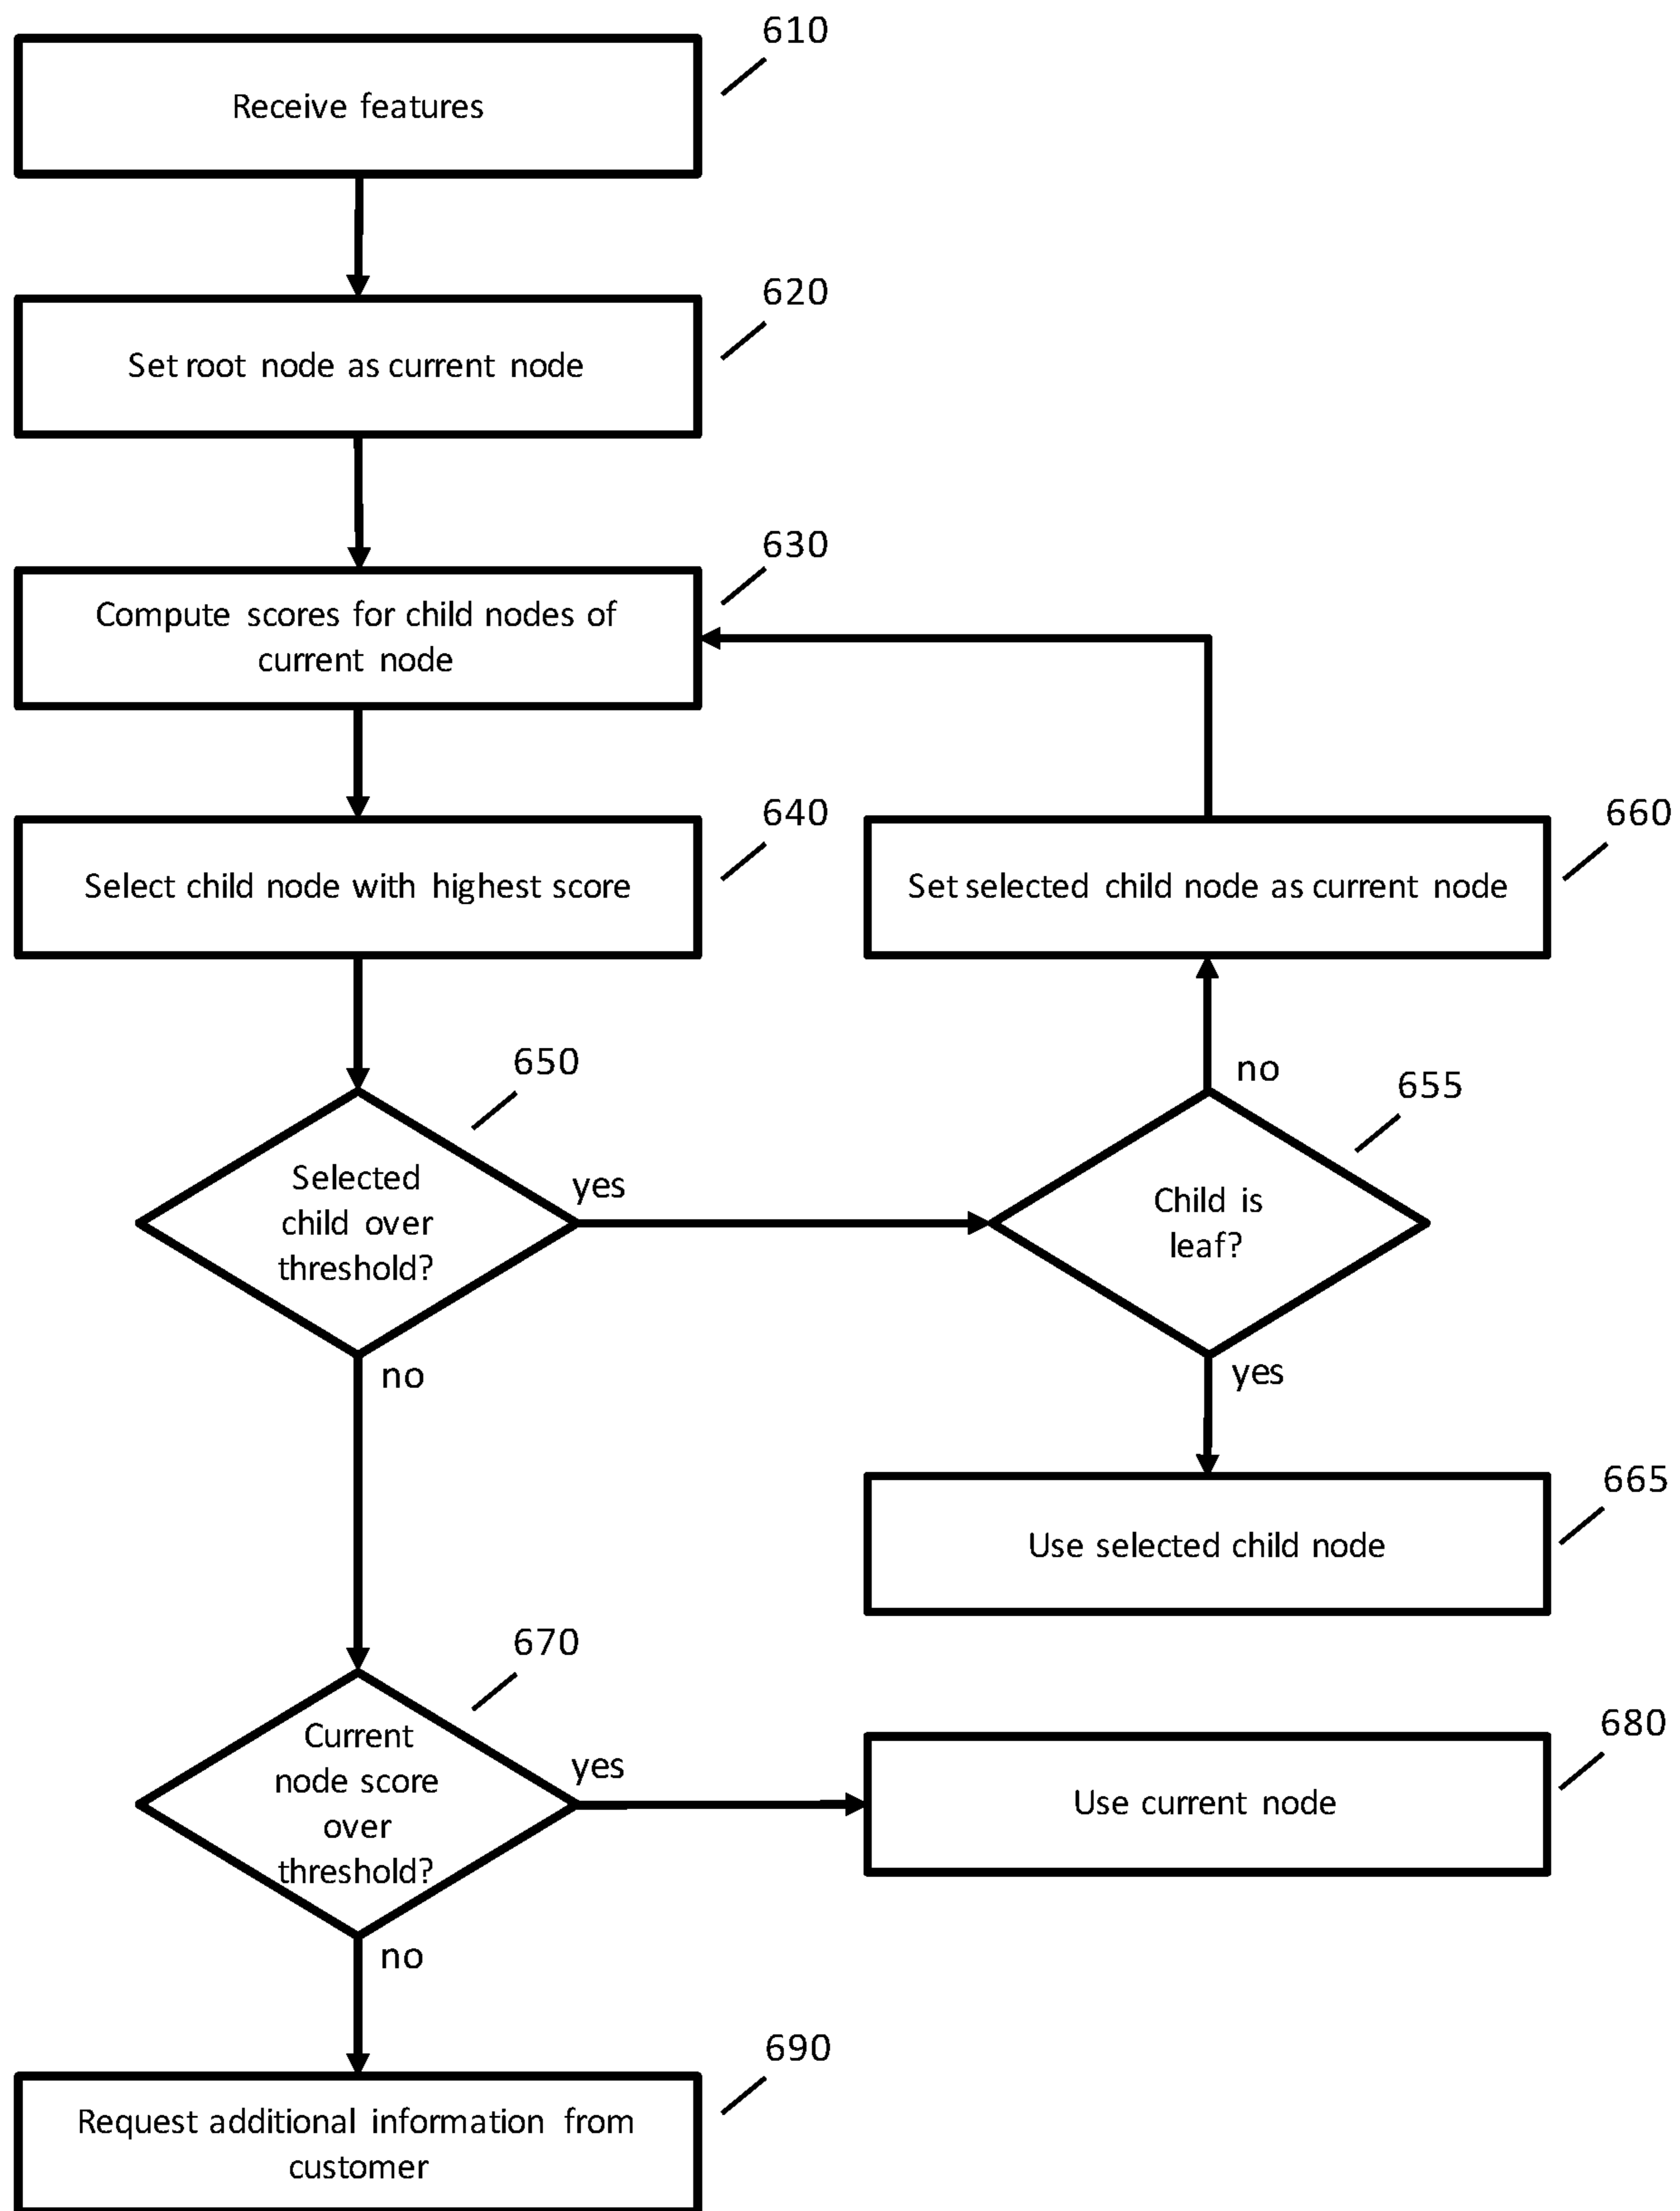 610
Receive features
620
Set root node as current node
630
Compute scores for child nodes of
current node
640
Select child node with highest score
660
Set selected child node as current node
650
Selected
child over
threshold?
yes
no
no
655
Child is
leaf?
yes
665
Use selected child node
670
Current
node score
over
threshold?
yes
no
680
Use current node
690
Request additional information from
customer